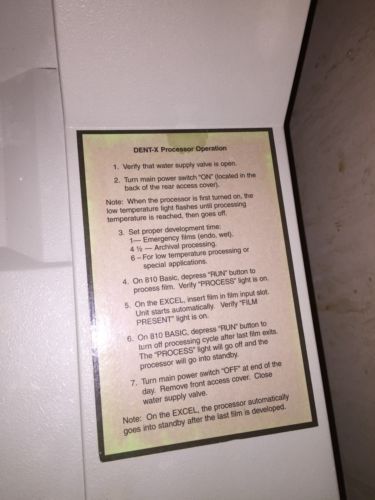 DENT-X Processor Operation
1. Verify that water supply valve is open.
2. Turn main power switch "ON" (located in
back of the rear access cover).
Note: When the processor is first turned on, the
low temperature light flashes until processing
temperature is reached, then goes off.
3. Set proper development time:
1— Emergency films (endo, wet).
4 ½ — Archival processing.
6 – For low temperature processing or
special applications.
4. On 810 Basic, depress "RUN" button to
process film. Verify "PROCESS" light is on.
5. On the EXCEL, insert film in film input slot.
Unit starts automatically. Verify "FILM
PRESENT" light is on.
6. On 810 BASIC, depress "RUN" button to
turn off processing cycle after last film exits.
The "PROCESS" light will go off and the
processor will go into standby.
7. Turn main power switch "OFF" at end of the
day. Remove front access cover. Close
water supply valve.
Note: On the EXCEL, the processor automatically
goes into standby after the last film is developed.